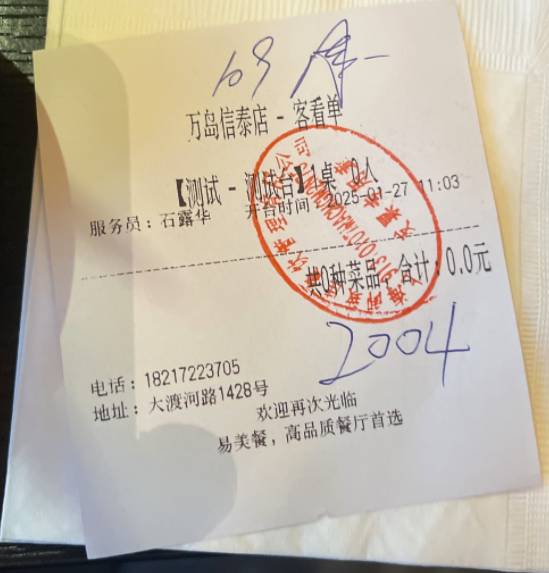 109
万岛信泰店 - 客看单
【测试 - 测试台】1桌 0人
服务员：石露华 开台时间 2025-01-27 11:03
共0种菜品，合计：0.0元
2004
电话：18217223705
地址：大渡河路1428号
欢迎再次光临
易美餐，高品质餐厅首选